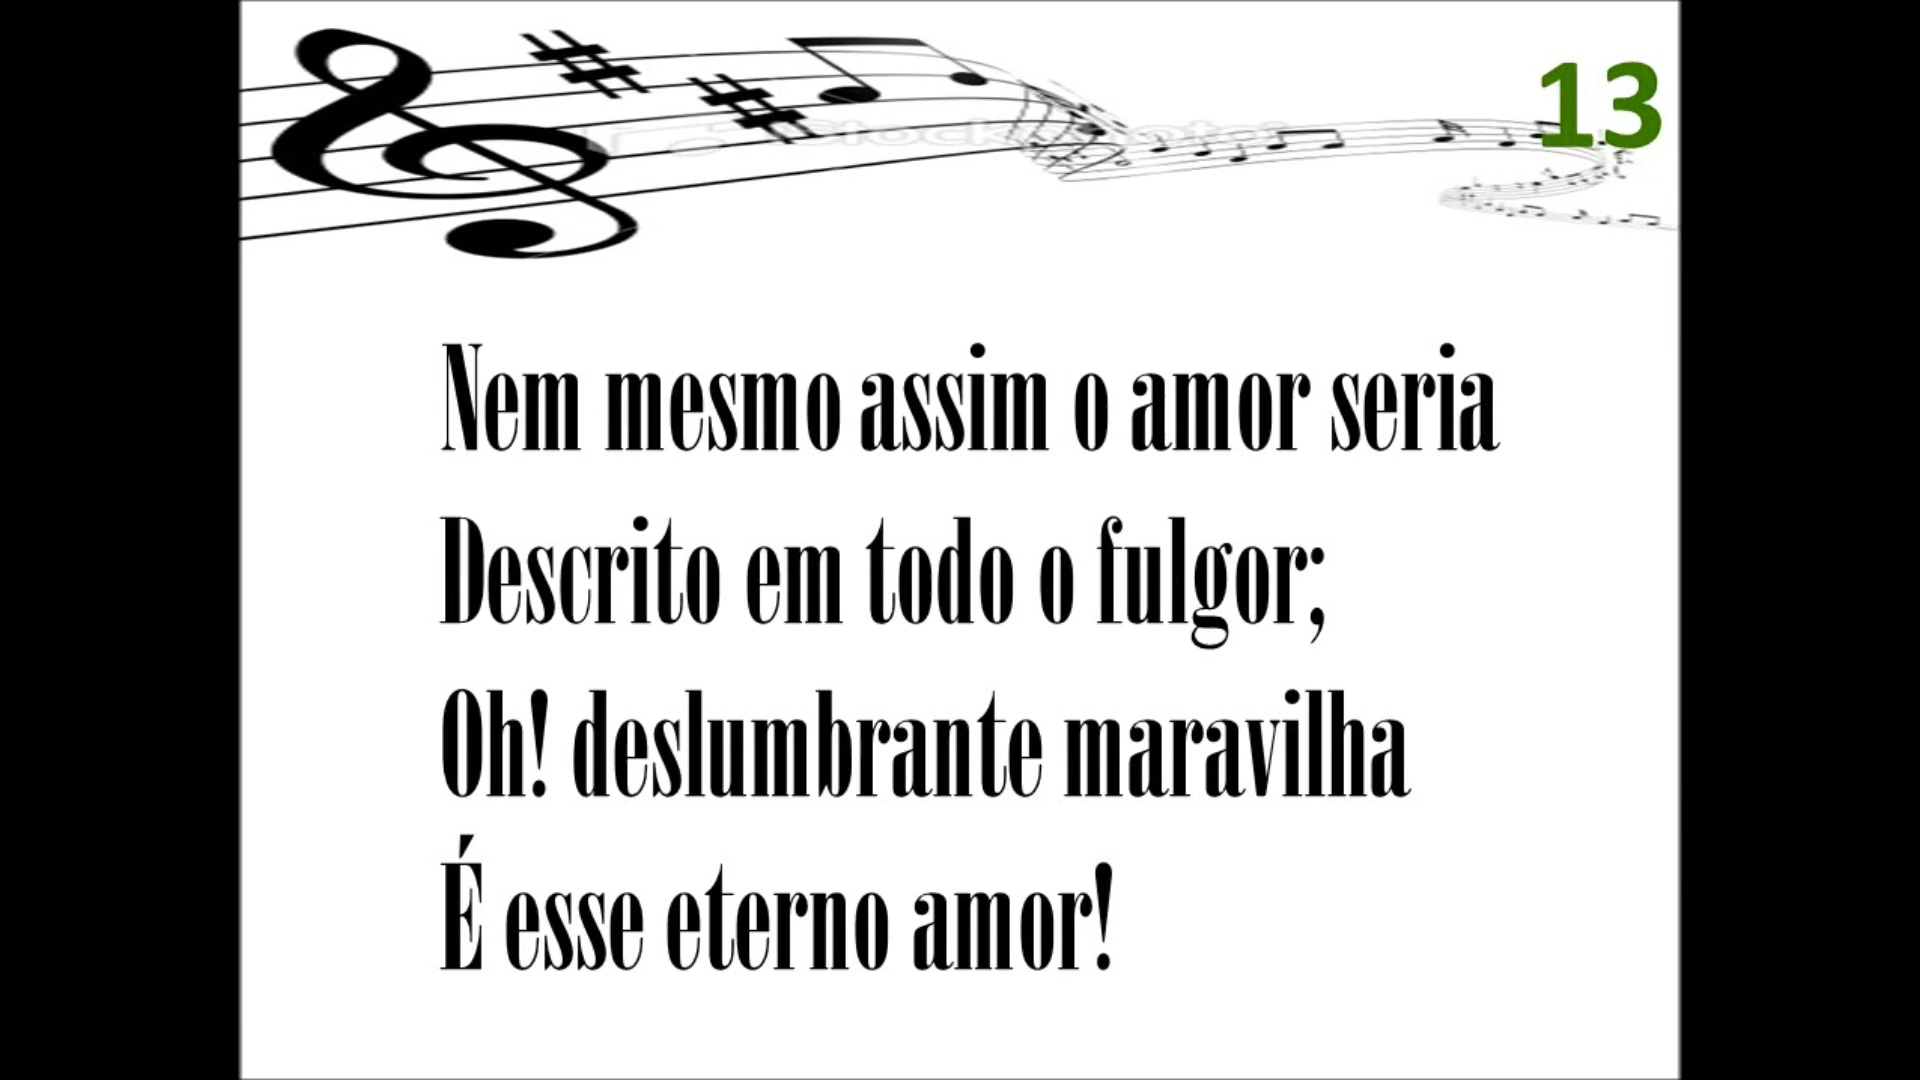 13
Nem mesmo assim o amor seria
Descrito em todo o fulgor;
Oh! deslumbrante maravilha
É esse eterno amor!